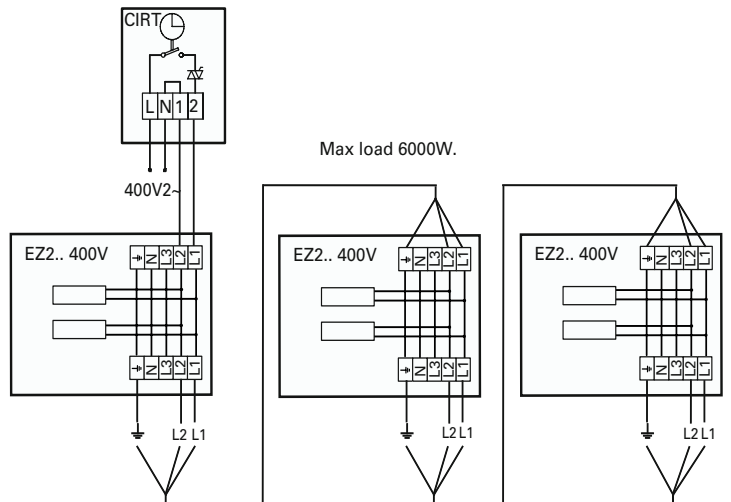 CIRT
L N 1 2
Max load 6000W.
400V2~
EZ2.. 400V
N L3 L2 L1
N L3 L2 L1
L2 L1
EZ2.. 400V
N L3 L2 L1
N L3 L2 L1
L2 L1
EZ2.. 400V
N L3 L2 L1
N L3 L2 L1
L2 L1